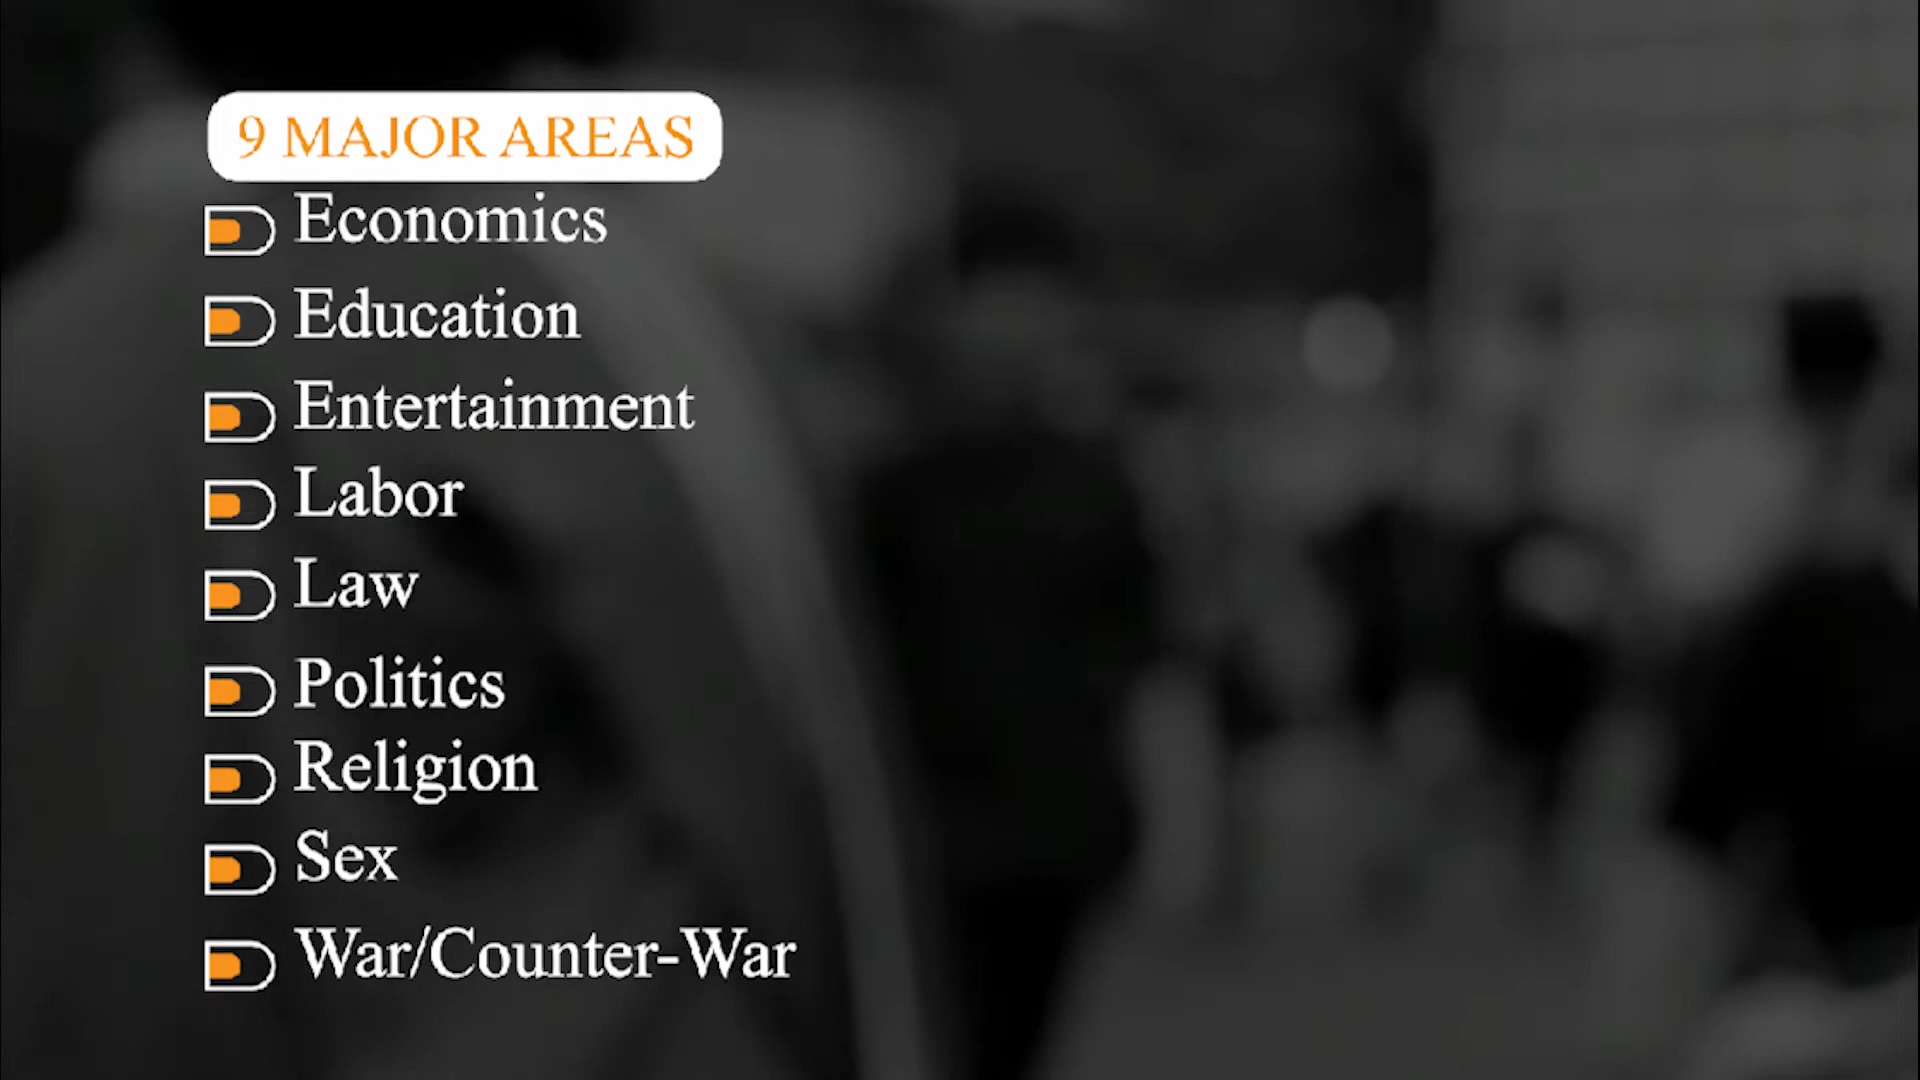 9 MAJOR AREAS
Economics
Education
Entertainment
Labor
Law
Politics
Religion
Sex
War/Counter-War